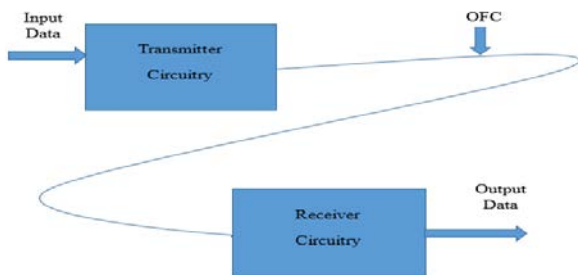 Input
Data
OFC
Transmitter
Circuitry
Receiver
Circuitry
Output
Data